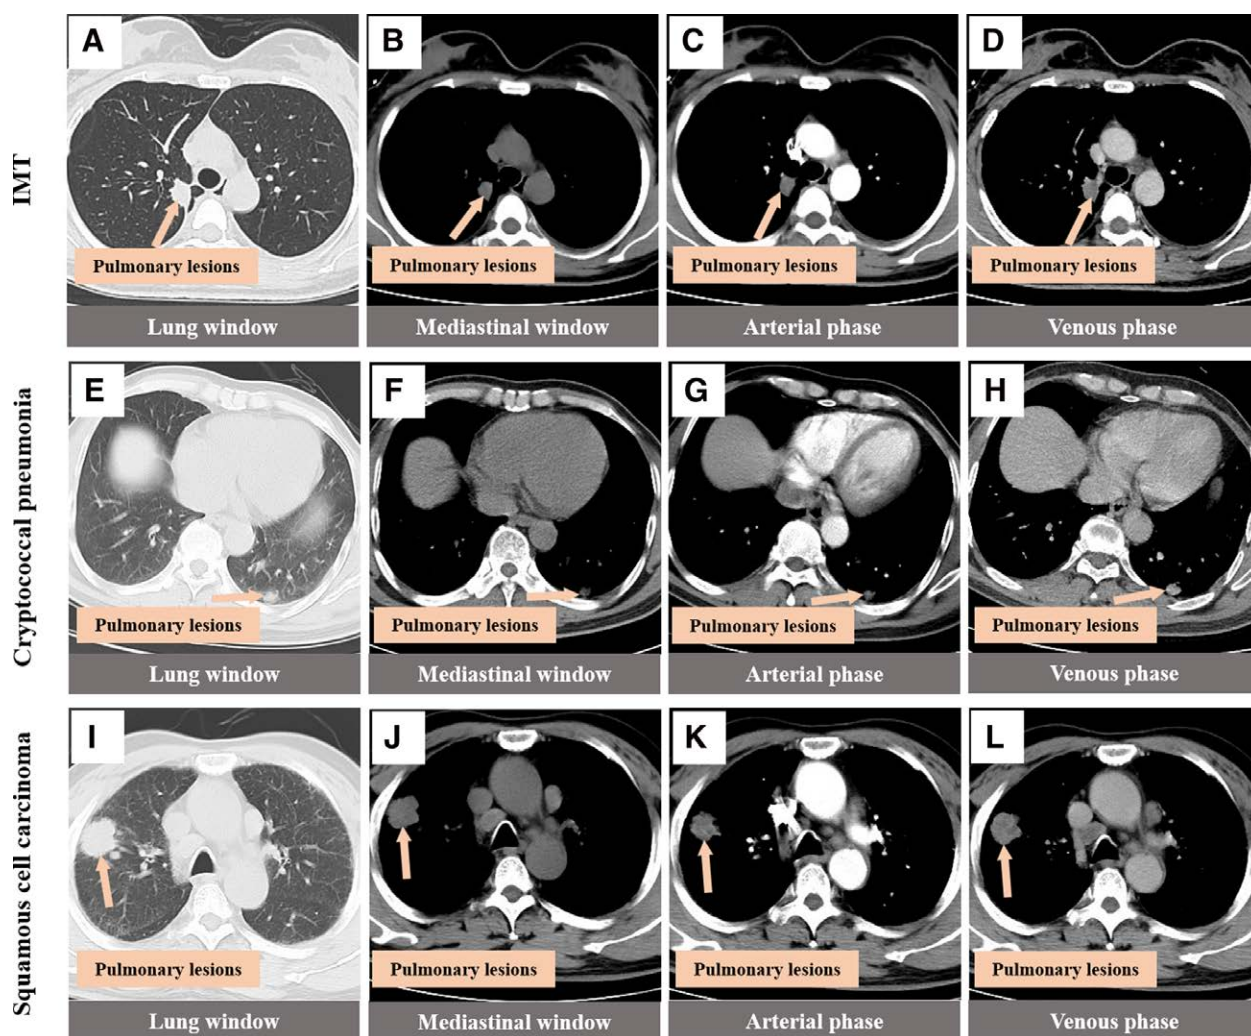 IMT
A
B
C
D
Pulmonary lesions
Pulmonary lesions
Pulmonary lesions
Pulmonary lesions
Lung window
Mediastinal window
Arterial phase
Venous phase
Cryptococcal pneumonia
E
F
G
H
Pulmonary lesions
Pulmonary lesions
Pulmonary lesions
Pulmonary lesions
Lung window
Mediastinal window
Arterial phase
Venous phase
Squamous cell carcinoma
I
J
K
L
Pulmonary lesions
Pulmonary lesions
Pulmonary lesions
Pulmonary lesions
Lung window
Mediastinal window
Arterial phase
Venous phase